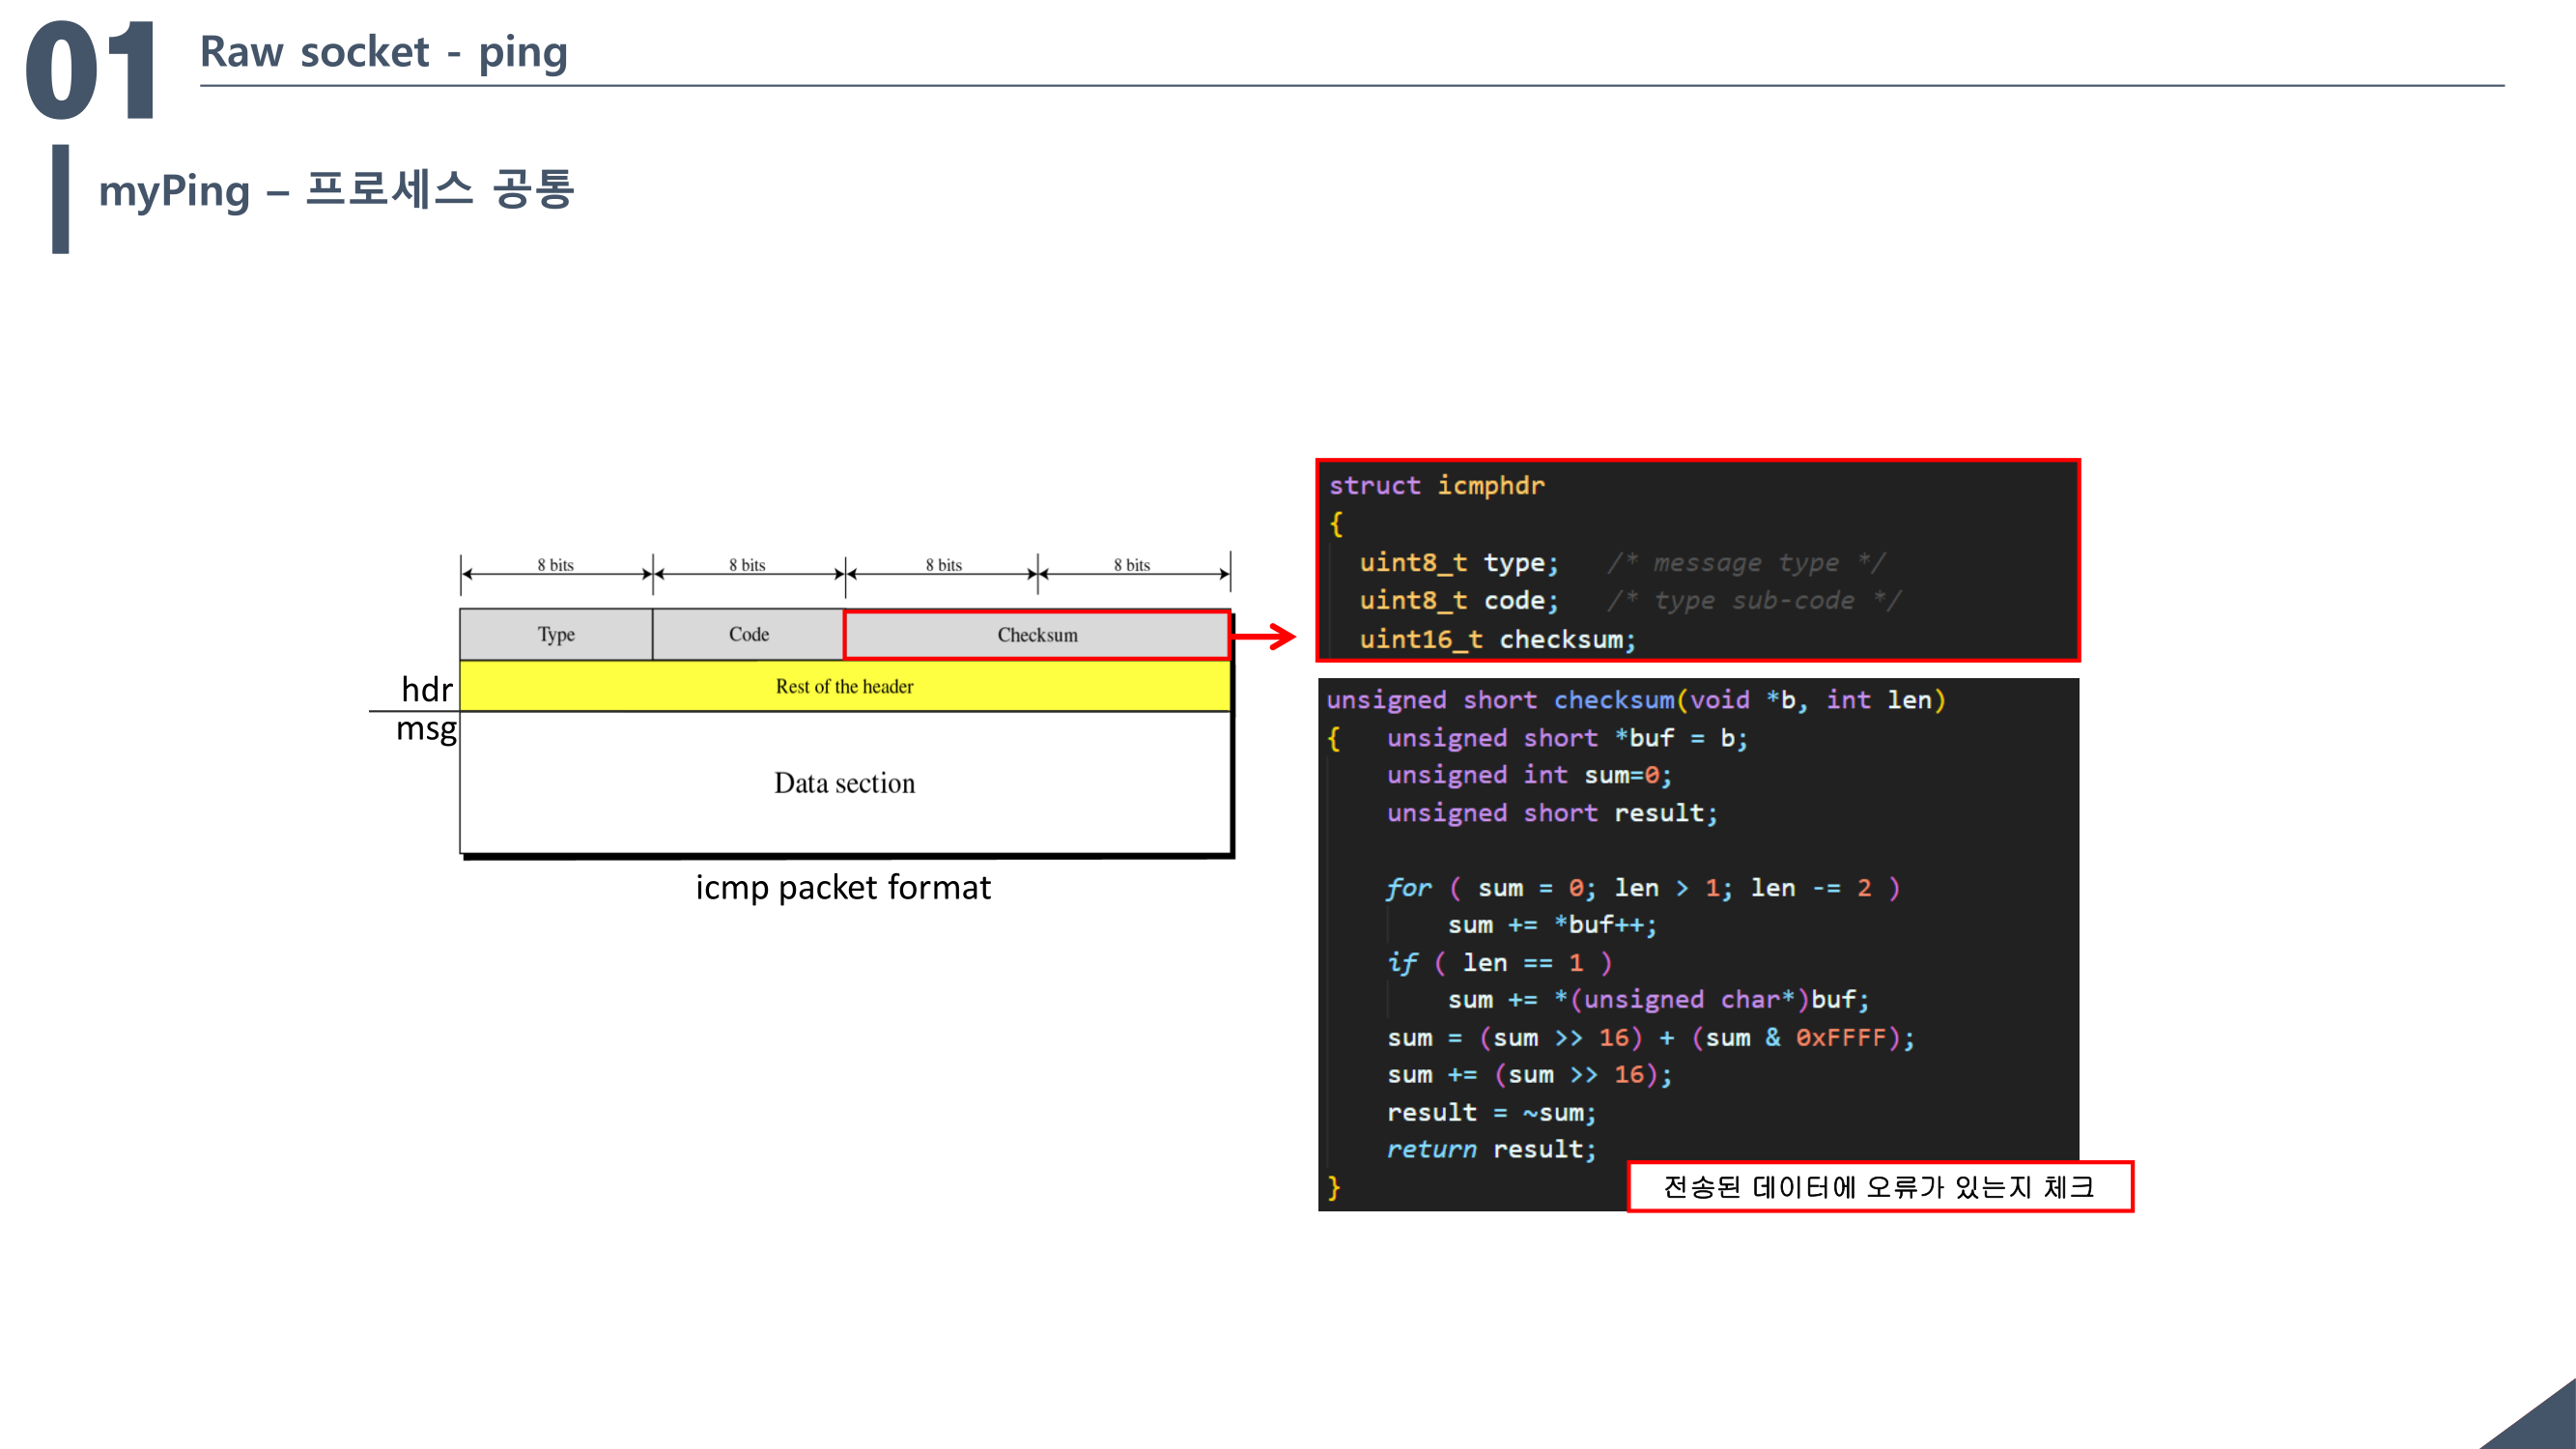 01
Raw socket - ping
myPing – 프로세스 공통
8 bits 8 bits 8 bits 8 bits
Type Code Checksum
hdr
Rest of the header
msg
Data section
icmp packet format
struct icmphdr
{
  uint8_t type;   /* message type */
  uint8_t code;   /* type sub-code */
  uint16_t checksum;
unsigned short checksum(void *b, int len)
{   unsigned short *buf = b;
    unsigned int sum=0;
    unsigned short result;
    for ( sum = 0; len > 1; len -= 2 )
        sum += *buf++;
    if ( len == 1 )
        sum += *(unsigned char*)buf;
    sum = (sum >> 16) + (sum & 0xFFFF);
    sum += (sum >> 16);
    result = ~sum;
    return result;
}
전송된 데이터에 오류가 있는지 체크